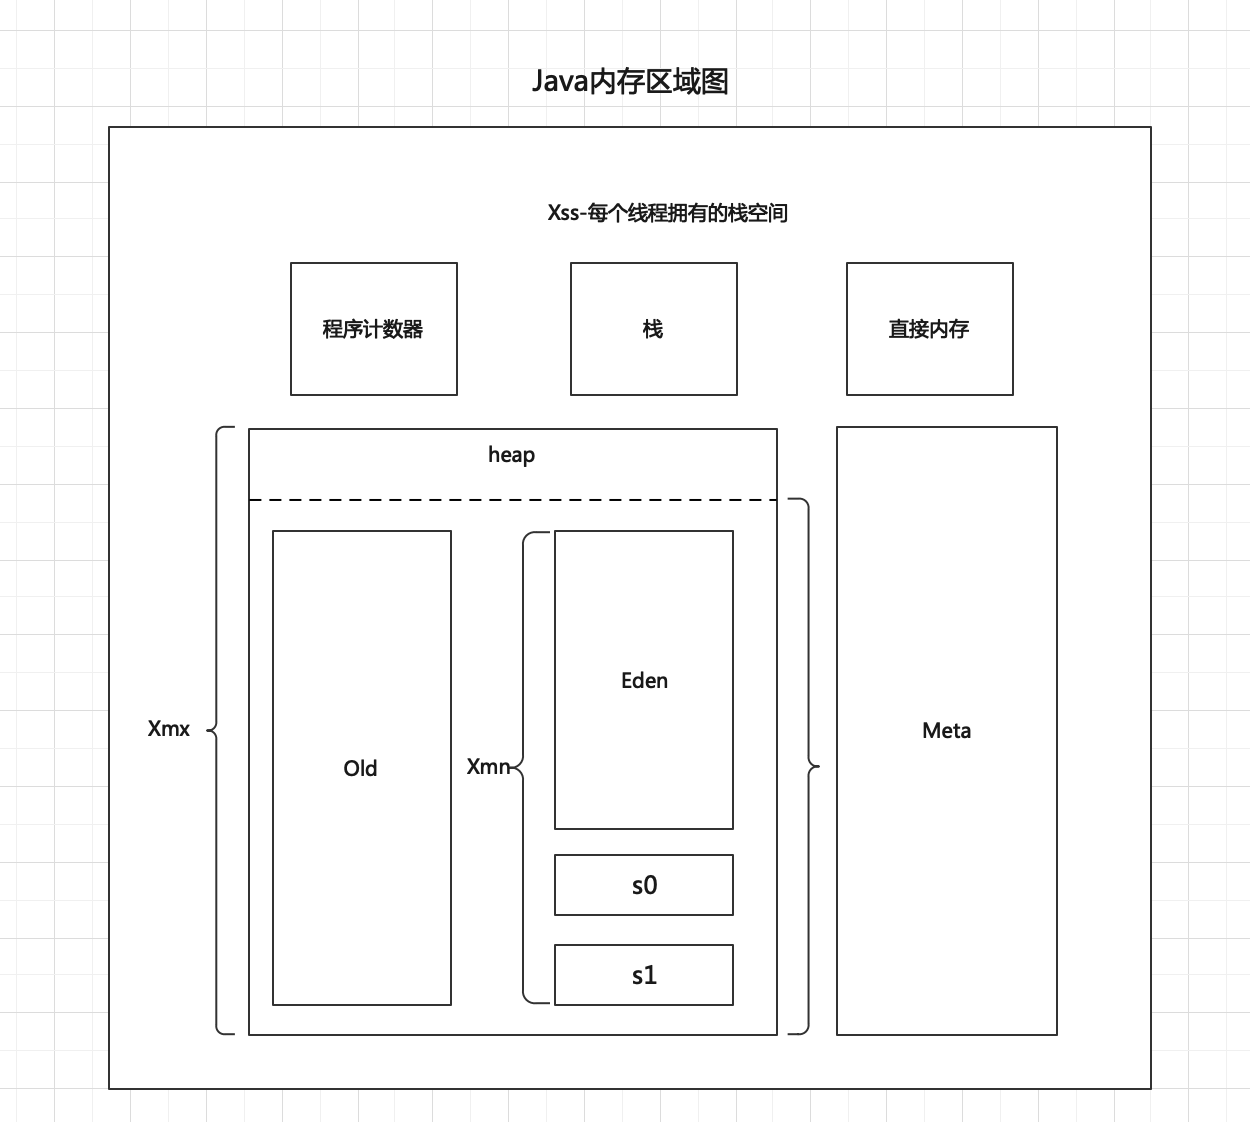 Java内存区域图
Xss-每个线程拥有的栈空间
程序计数器
栈
直接内存
heap
Xmx
Old
Xmn
Eden
s0
s1
Meta